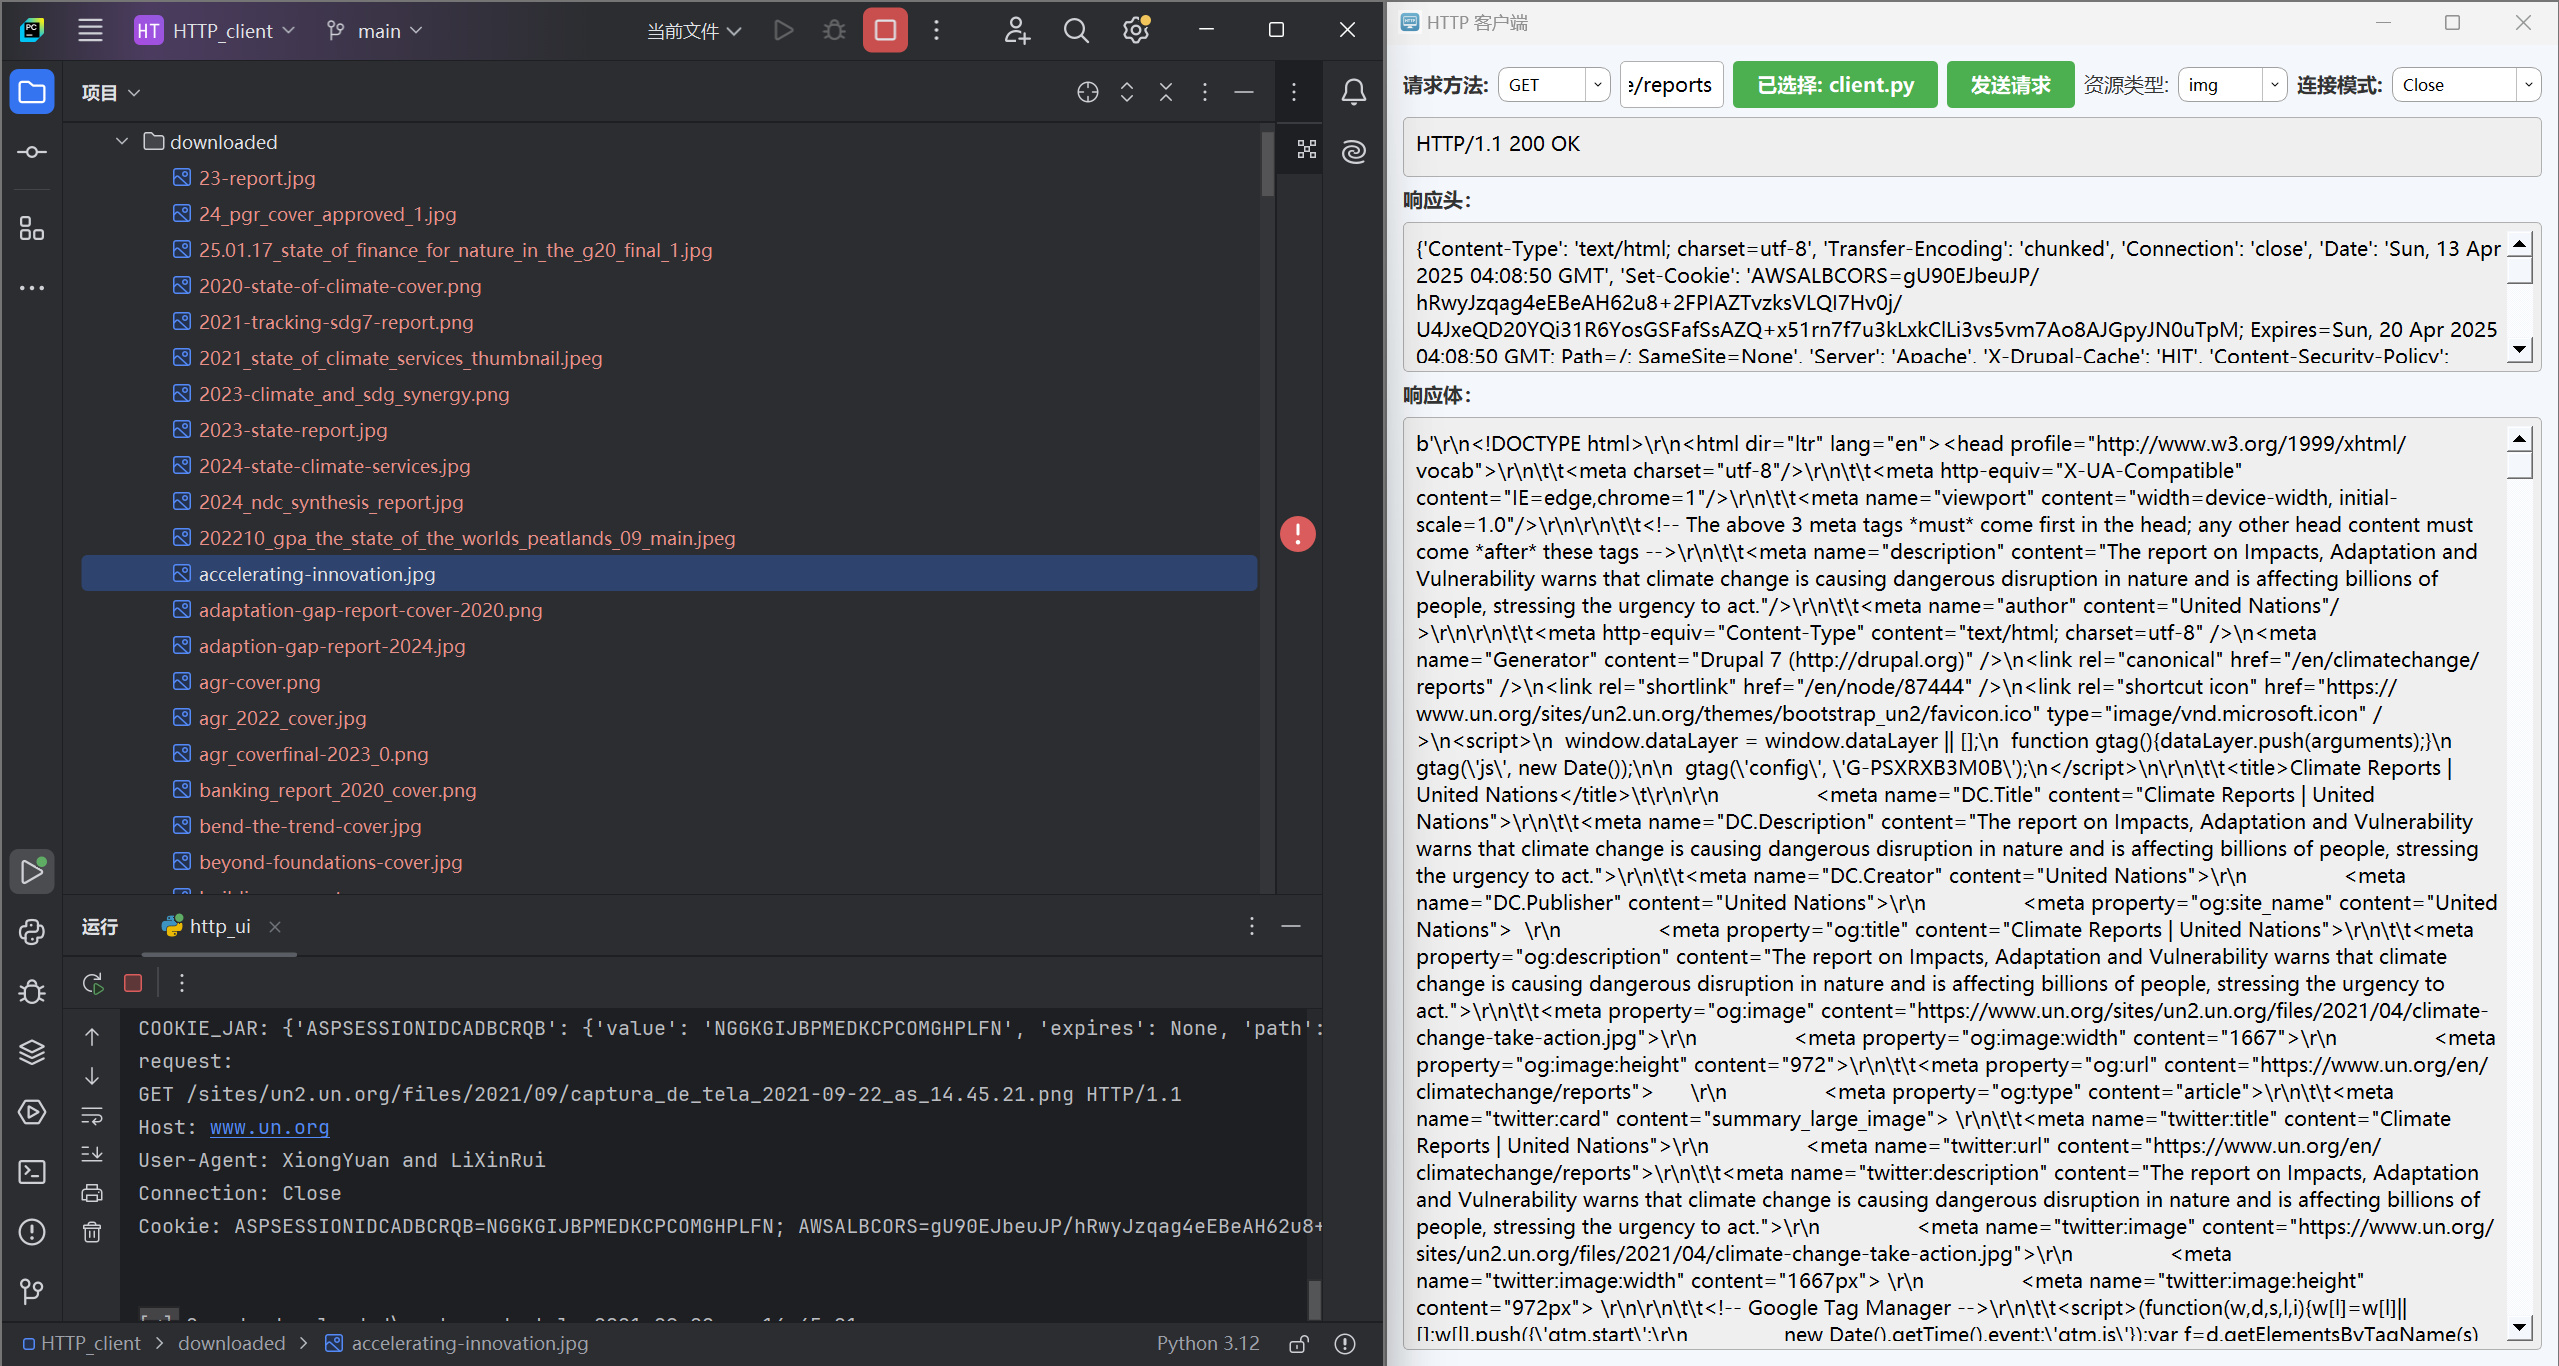 HT HTTP_client main 当前文件
项目
downloaded
23-report.jpg
24_pgr_cover_approved_1.jpg
25.01.17_state_of_finance_for_nature_in_the_g20_final_1.jpg
2020-state-of-climate-cover.png
2021-tracking-sdg7-report.png
2021_state_of_climate_services_thumbnail.jpeg
2023-climate_and_sdg_synergy.png
2023-state-report.jpg
2024-state-climate-services.jpg
2024_ndc_synthesis_report.jpg
202210_gpa_the_state_of_the_worlds_peatlands_09_main.jpeg
accelerating-innovation.jpg
adaptation-gap-report-cover-2020.png
adaption-gap-report-2024.jpg
agr-cover.png
agr_2022_cover.jpg
agr_coverfinal-2023_0.png
banking_report_2020_cover.png
bend-the-trend-cover.jpg
beyond-foundations-cover.jpg
运行 http_ui
COOKIE_JAR: {'ASPSESSIONIDCADBCRQB': {'value': 'NGGKGIJBPMEDKCPCOMGHPLFN', 'expires': None, 'path':
request:
GET /sites/un2.un.org/files/2021/09/captura_de_tela_2021-09-22_as_14.45.21.png HTTP/1.1
Host: www.un.org
User-Agent: XiongYuan and LiXinRui
Connection: Close
Cookie: ASPSESSIONIDCADBCRQB=NGGKGIJBPMEDKCPCOMGHPLFN; AWSALBCORS=gU90EJbeuJP/hRwyJzqag4eEBeAH62u8+
HTTP_client > downloaded > accelerating-innovation.jpg Python 3.12
HTTP 客户端
请求方法: GET e/reports 已选择: client.py 发送请求 资源类型: img 连接模式: Close
HTTP/1.1 200 OK
响应头:
{'Content-Type': 'text/html; charset=utf-8', 'Transfer-Encoding': 'chunked', 'Connection': 'close', 'Date': 'Sun, 13 Apr
2025 04:08:50 GMT', 'Set-Cookie': 'AWSALBCORS=gU90EJbeuJP/
hRwyJzqag4eEBeAH62u8+2FPIAZTvzksVLQI7Hv0j/
U4JxeQD20YQi31R6YosGSFafSsAZQ+x51rn7f7u3kLxkClLi3vs5vm7Ao8AJGpyJN0uTpM; Expires=Sun, 20 Apr 2025
04:08:50 GMT; Path=/; SameSite=None', 'Server': 'Apache', 'X-Drupal-Cache': 'HIT', 'Content-Security-Policy':
响应体:
b'\r\n<!DOCTYPE html>\r\n<html dir="ltr" lang="en"><head profile="http://www.w3.org/1999/xhtml/
vocab">\r\n\t\t<meta charset="utf-8"/>\r\n\t\t<meta http-equiv="X-UA-Compatible"
content="IE=edge,chrome=1"/>\r\n\t\t<meta name="viewport" content="width=device-width, initial-
scale=1.0"/>\r\n\r\n\t\t<!-- The above 3 meta tags *must* come first in the head; any other head content must
come *after* these tags -->\r\n\t\t<meta name="description" content="The report on Impacts, Adaptation and
Vulnerability warns that climate change is causing dangerous disruption in nature and is affecting billions of
people, stressing the urgency to act."/>\r\n\t\t<meta name="author" content="United Nations"/
>\r\n\r\n\t\t<meta http-equiv="Content-Type" content="text/html; charset=utf-8" />\n<meta
name="Generator" content="Drupal 7 (http://drupal.org)" />\n<link rel="canonical" href="/en/climatechange/
reports" />\n<link rel="shortlink" href="/en/node/87444" />\n<link rel="shortcut icon" href="https://
www.un.org/sites/un2.un.org/themes/bootstrap_un2/favicon.ico" type="image/vnd.microsoft.icon" /
>\n<script>\n  window.dataLayer = window.dataLayer || [];\n  function gtag(){dataLayer.push(arguments);}\n
gtag(\'js\', new Date());\n\n  gtag(\'config\', \'G-PSXRXB3M0B\');\n</script>\n\r\n\t\t<title>Climate Reports |
United Nations</title>\t\r\n\r\n <meta name="DC.Title" content="Climate Reports | United
Nations">\r\n\t\t<meta name="DC.Description" content="The report on Impacts, Adaptation and Vulnerability
warns that climate change is causing dangerous disruption in nature and is affecting billions of people, stressing
the urgency to act.">\r\n\t\t<meta name="DC.Creator" content="United Nations">\r\n <meta
name="DC.Publisher" content="United Nations">\r\n <meta property="og:site_name" content="United
Nations">  \r\n <meta property="og:title" content="Climate Reports | United Nations">\r\n\t\t<meta
property="og:description" content="The report on Impacts, Adaptation and Vulnerability warns that climate
change is causing dangerous disruption in nature and is affecting billions of people, stressing the urgency to
act.">\r\n\t\t<meta property="og:image" content="https://www.un.org/sites/un2.un.org/files/2021/04/climate-
change-take-action.jpg">\r\n <meta property="og:image:width" content="1667">\r\n <meta
property="og:image:height" content="972">\r\n\t\t<meta property="og:url" content="https://www.un.org/en/
climatechange/reports"> \r\n <meta property="og:type" content="article">\r\n\t\t<meta
name="twitter:card" content="summary_large_image"> \r\n\t\t<meta name="twitter:title" content="Climate
Reports | United Nations">\r\n <meta name="twitter:url" content="https://www.un.org/en/
climatechange/reports">\r\n\t\t<meta name="twitter:description" content="The report on Impacts, Adaptation
and Vulnerability warns that climate change is causing dangerous disruption in nature and is affecting billions of
people, stressing the urgency to act.">\r\n <meta name="twitter:image" content="https://www.un.org/
sites/un2.un.org/files/2021/04/climate-change-take-action.jpg">\r\n <meta
name="twitter:image:width" content="1667px"> \r\n <meta name="twitter:image:height"
content="972px"> \r\n\r\n\t\t<!-- Google Tag Manager -->\r\n\t\t<script>(function(w,d,s,l,i){w[l]=w[l]||
[];w[l].push({\'gtm.start\':\r\n new Date().getTime(),event:\'gtm.js\'});var f=d.getElementsByTagName(s)